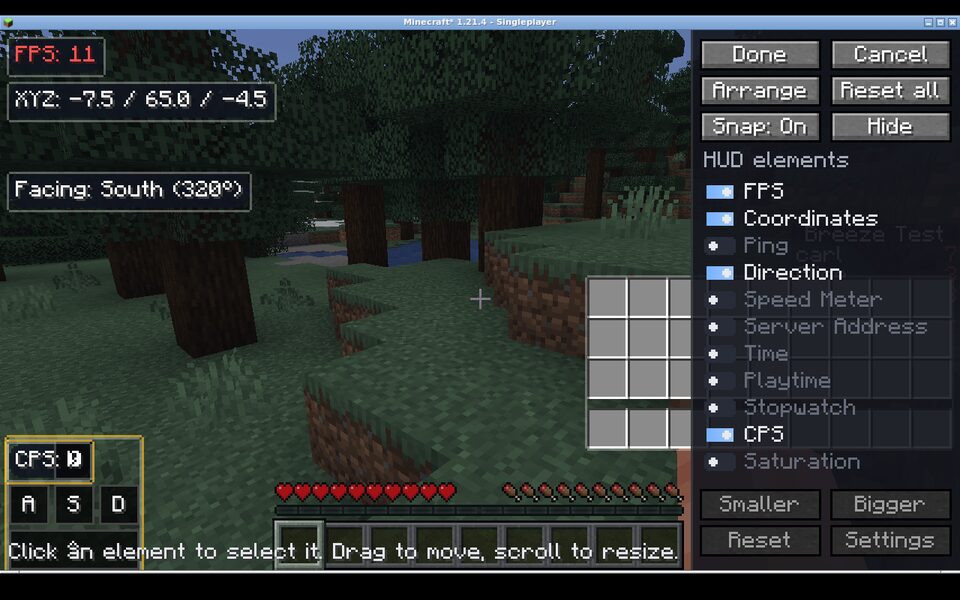 Minecraft* 1.21.4 - Singleplayer
FPS: 11
XYZ: -7.5 / 65.0 / -4.5
Facing: South (320°)
Done
Cancel
Arrange
Reset all
Snap: On
Hide
HUD elements
FPS
Coordinates
Ping
Breeze Test
carl
Direction
Speed Meter
Server Address
Time
Playtime
Stopwatch
CPS
Saturation
Smaller
Bigger
Reset
Settings
CPS: 0
A S D
Click an element to select it. Drag to move, scroll to resize.